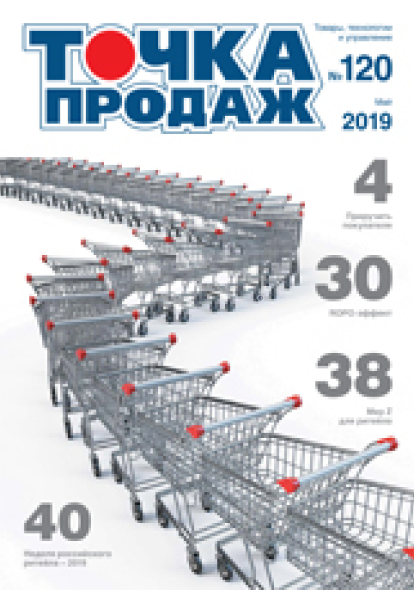 ТОЧКА
ПРОДАЖ
Товары, технологии
и управление
№120
Май
2019
4
Приручить
покупателя
30
ROPO-эффект
38
Мир Z
для ритейла
40
Неделя российского
ритейла – 2019